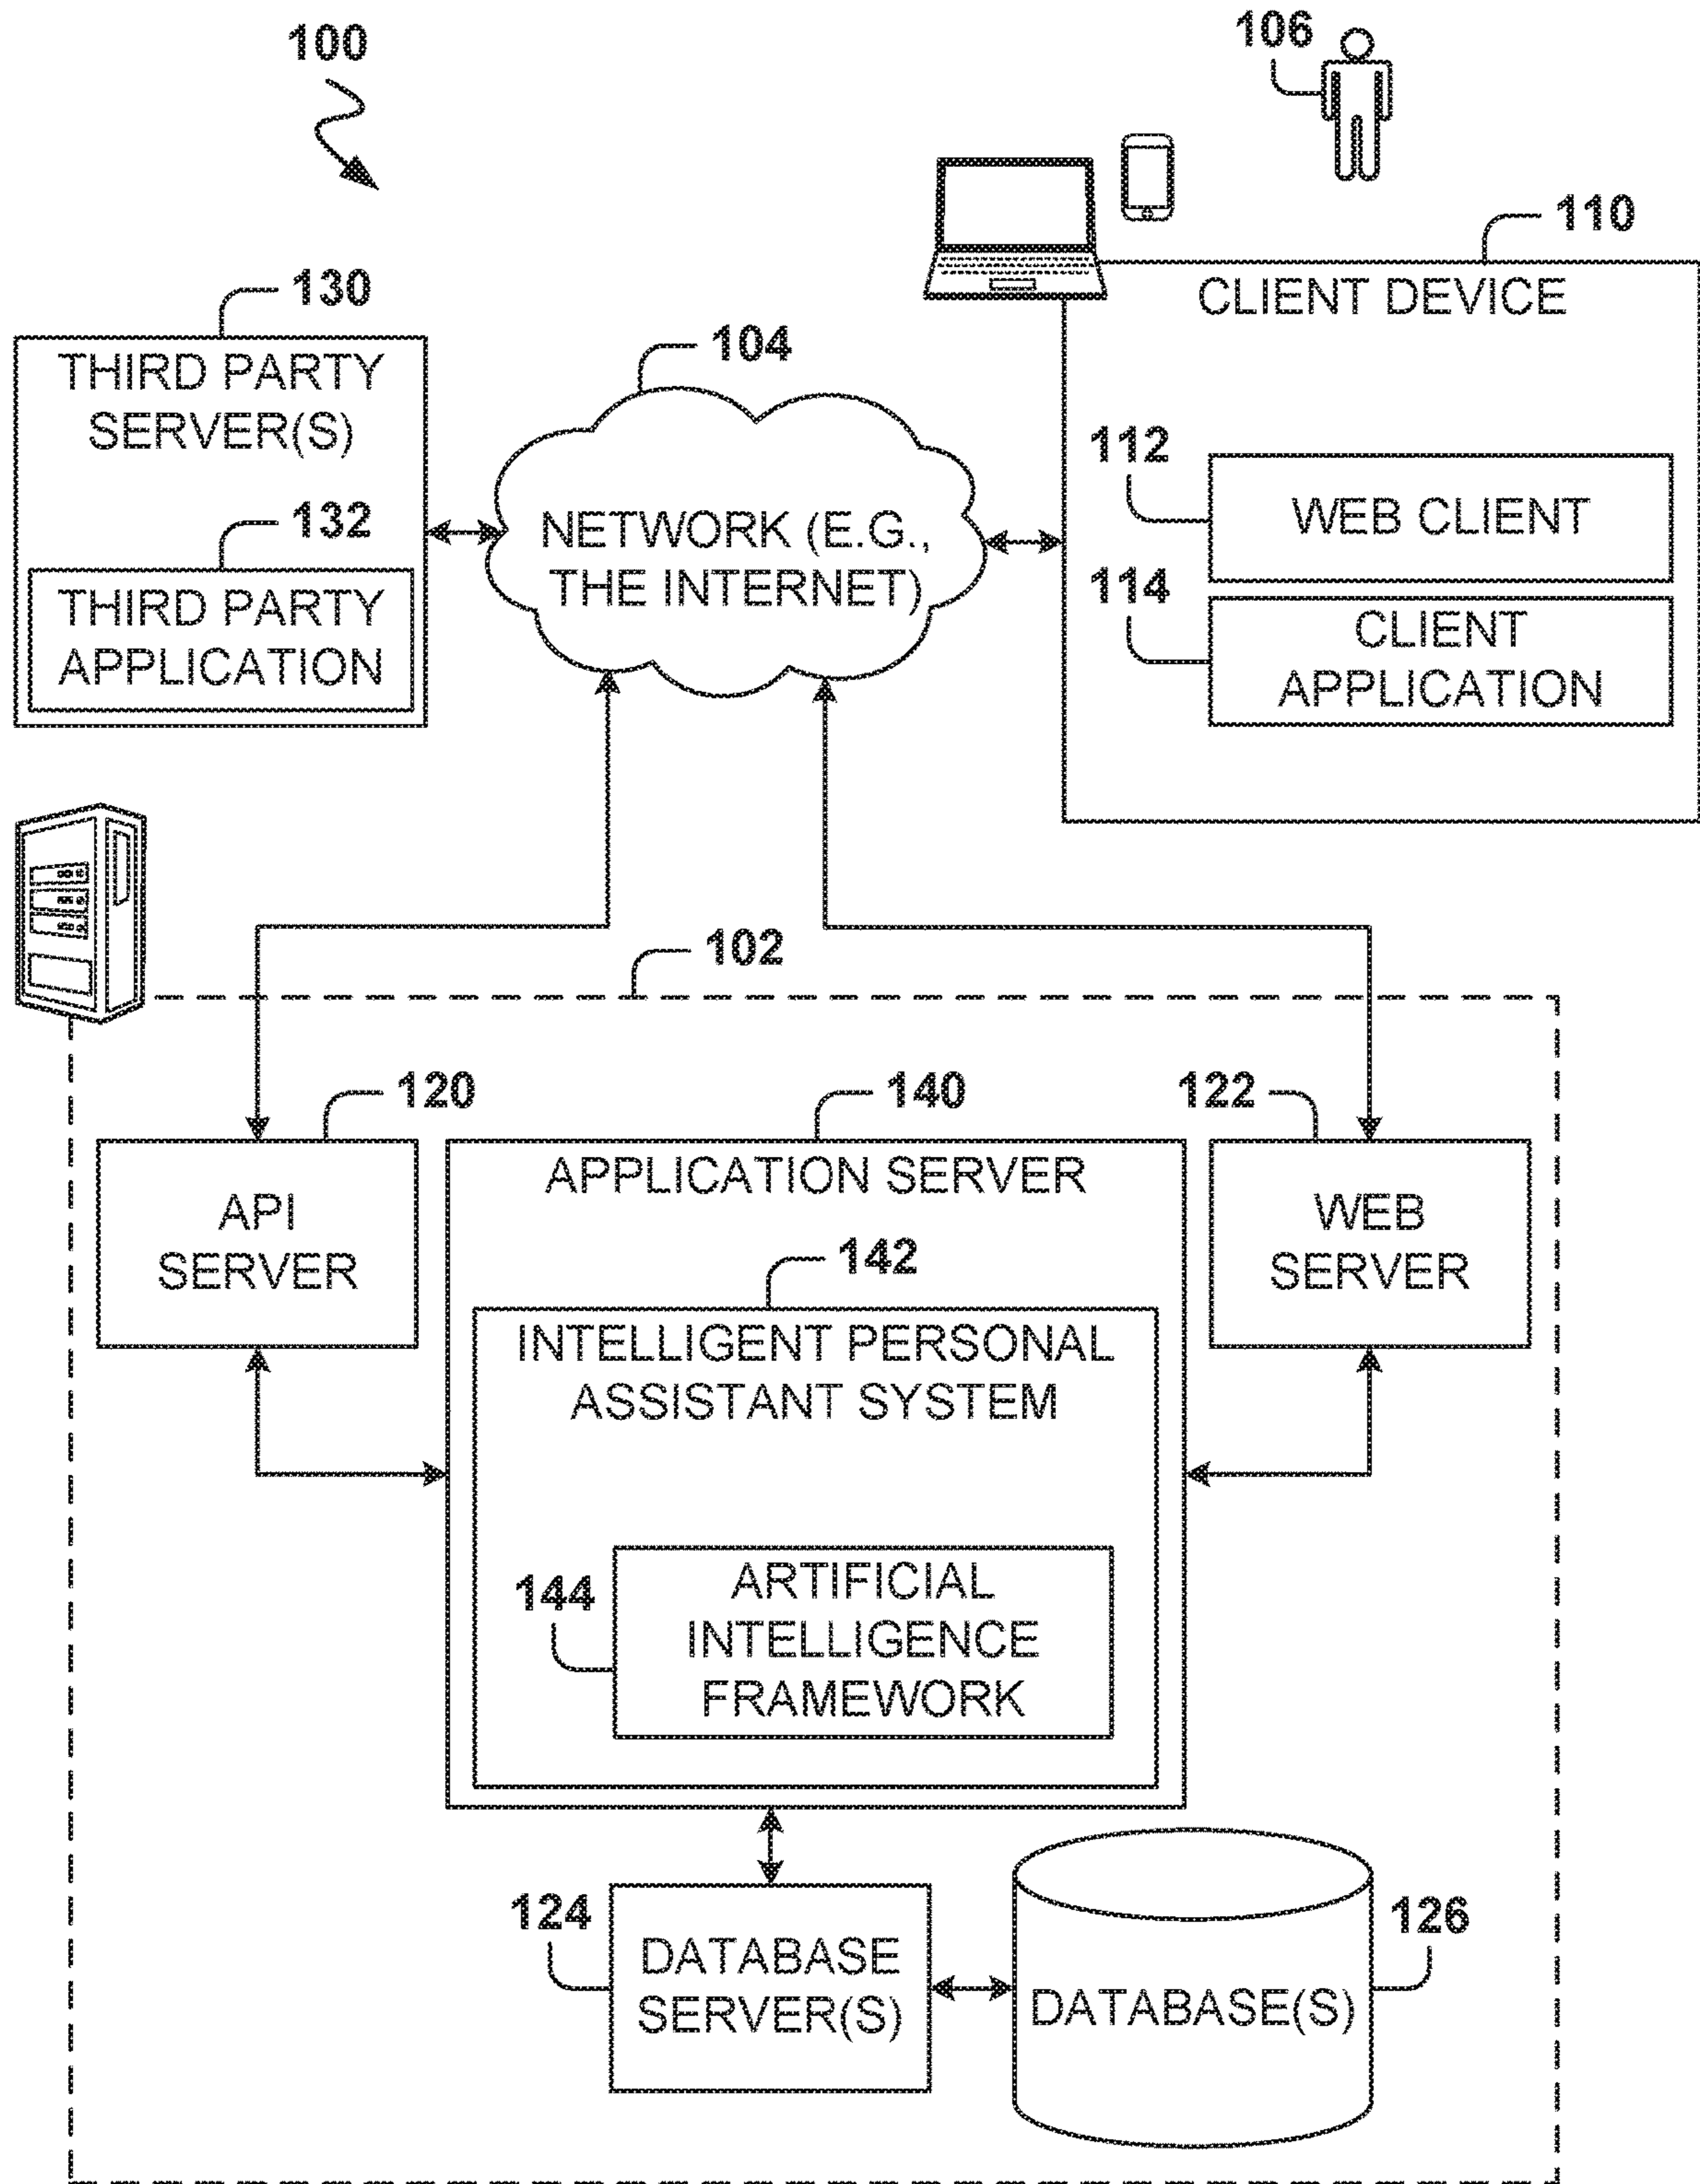 100
106
110
CLIENT DEVICE
130
THIRD PARTY
SERVER(S)
104
112
WEB CLIENT
132
NETWORK (E.G.,
THE INTERNET)
114
THIRD PARTY
APPLICATION
CLIENT
APPLICATION
102
120
140
122
APPLICATION SERVER
API
SERVER
WEB
SERVER
142
INTELLIGENT PERSONAL
ASSISTANT SYSTEM
144
ARTIFICIAL
INTELLIGENCE
FRAMEWORK
124
126
DATABASE
SERVER(S)
DATABASE(S)